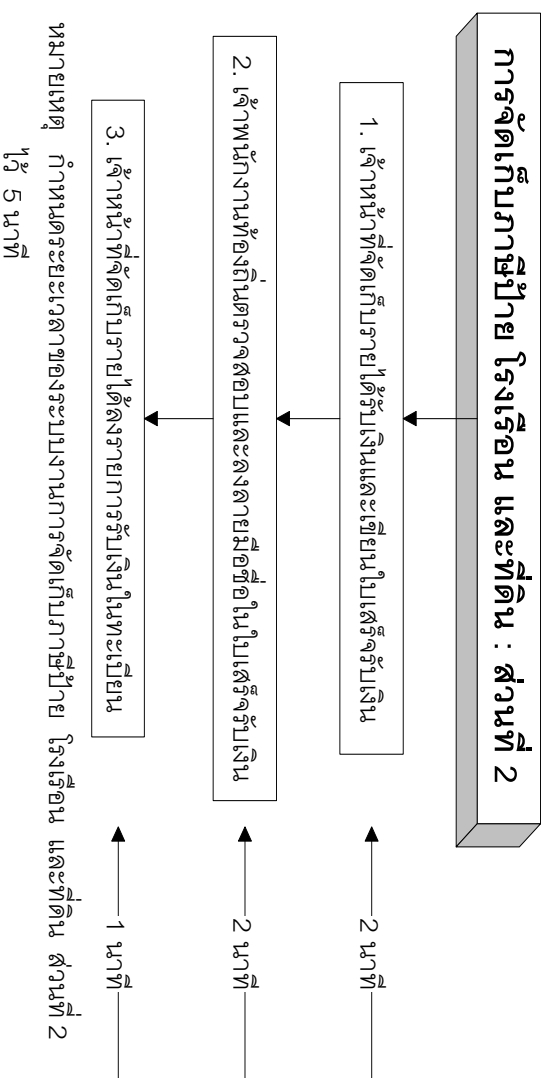 การจัดเก็บภาษีป้าย โรงเรือน และที่ดิน : ส่วนที่ 2
1. เจ้าหน้าที่จัดเก็บรายได้รับเงินและเขียนใบเสร็จรับเงิน
2 นาที
2. เจ้าพนักงานท้องถิ่นตรวจสอบและลงลายมือชื่อในใบเสร็จรับเงิน
2 นาที
3. เจ้าหน้าที่จัดเก็บรายได้ลงรายการรับเงินในทะเบียน
1 นาที
หมายเหตุ กำหนดระยะเวลาของระบบงานการจัดเก็บภาษีป้าย โรงเรือน และที่ดิน ส่วนที่ 2
ไว้ 5 นาที